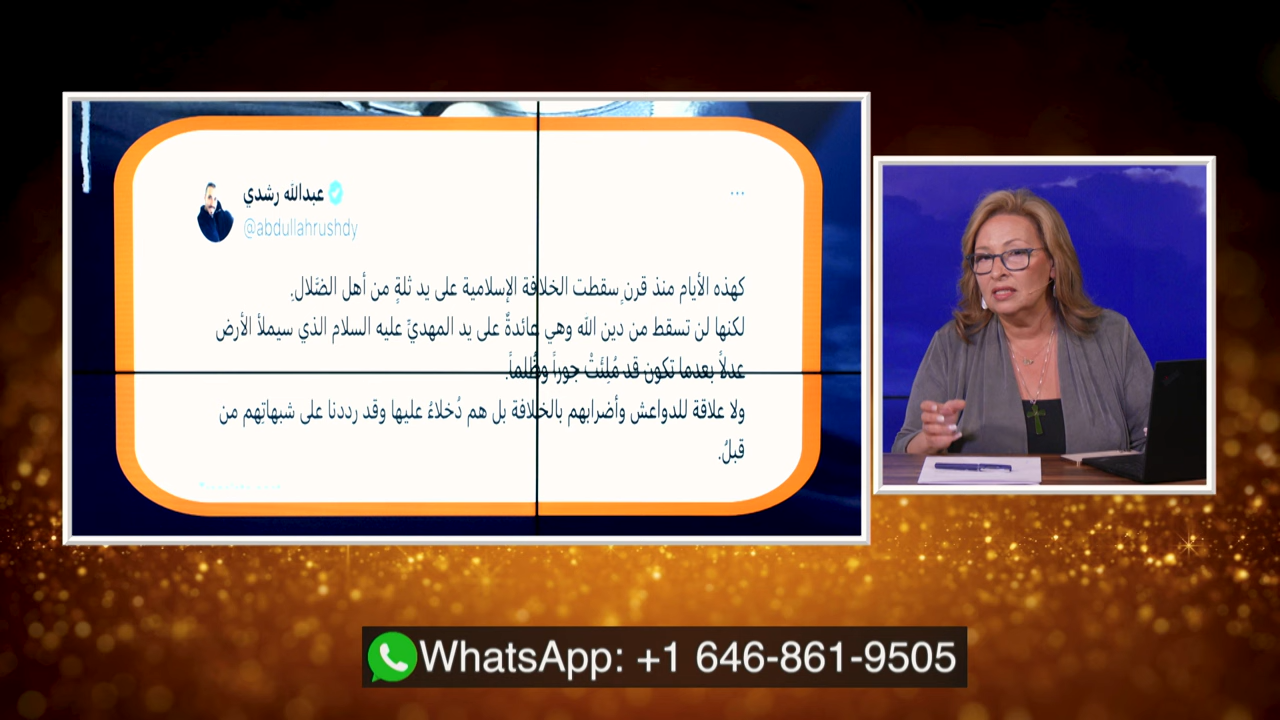 عبدالله رشدي
@abdullahrushdy
كهذه الأيام منذ قرنٍ سقطت الخلافة الإسلامية على يد ثلةٍ من أهل الضَّلال.
لكنها لن تسقط من دين الله وهي عائدةٌ على يد المهديِّ عليه السلام الذي سيملأ الأرض
عدلاً بعدما تكون قد مُلِئَتْ جوراً وظُلماً.
ولا علاقة للدواعش وأضرابهم بالخلافة بل هم دُخلاءُ عليها وقد رددنا على شبهاتِهم من
قبلُ.
WhatsApp: +1 646-861-9505